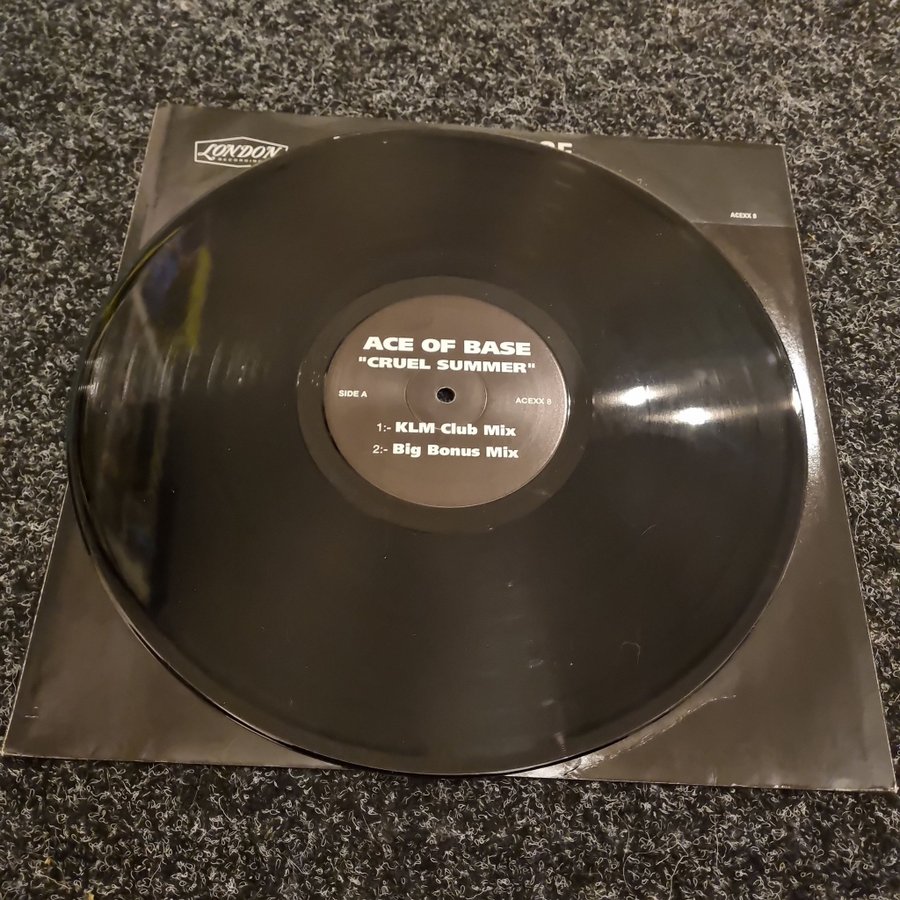 LONDON
RECORDINGS
ACEXX 8
ACE OF BASE
"CRUEL SUMMER"
SIDE A
ACEXX 8
1:- KLM Club Mix
2:- Big Bonus Mix